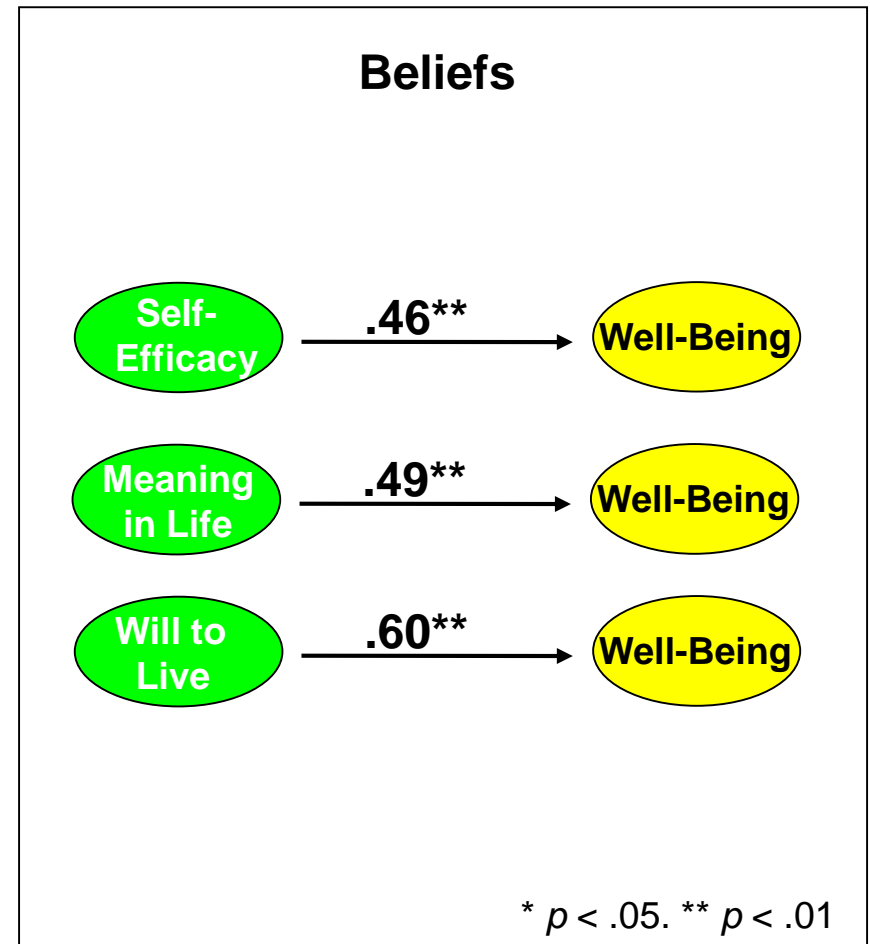 Beliefs
Self-
Efficacy
.46**
Well-Being
Meaning
in Life
.49**
Well-Being
Will to
Live
.60**
Well-Being
* p < .05. ** p < .01